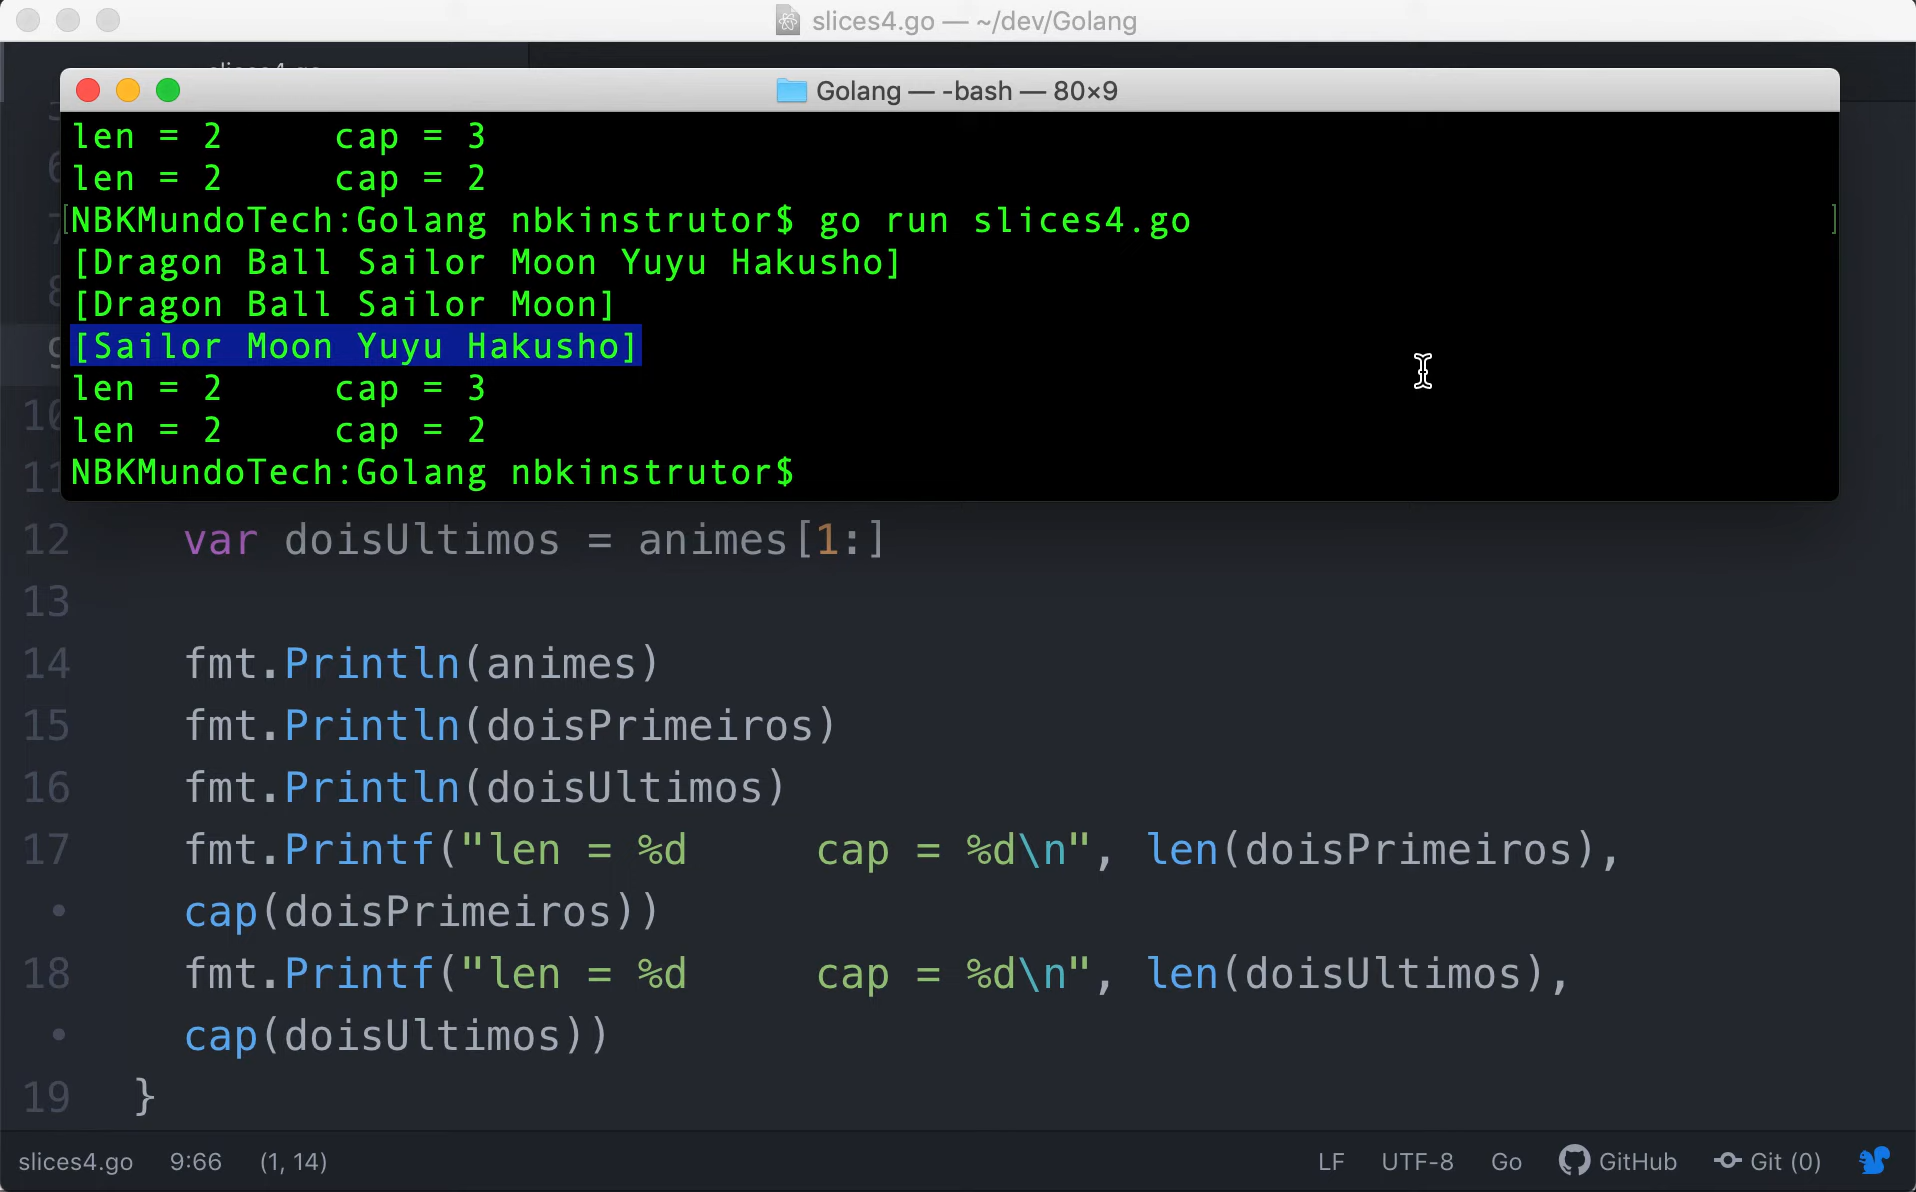 slices4.go — ~/dev/Golang
Golang — -bash — 80×9
len = 2     cap = 3
len = 2     cap = 2
[NBKMundoTech:Golang nbkinstrutor$ go run slices4.go ]
[Dragon Ball Sailor Moon Yuyu Hakusho]
[Dragon Ball Sailor Moon]
[Sailor Moon Yuyu Hakusho]
len = 2     cap = 3
len = 2     cap = 2
NBKMundoTech:Golang nbkinstrutor$
12 var doisUltimos = animes[1:]
13
14 fmt.Println(animes)
15 fmt.Println(doisPrimeiros)
16 fmt.Println(doisUltimos)
17 fmt.Printf("len = %d     cap = %d\n", len(doisPrimeiros),
• cap(doisPrimeiros))
18 fmt.Printf("len = %d     cap = %d\n", len(doisUltimos),
• cap(doisUltimos))
19 }
slices4.go 9:66 (1, 14) LF UTF-8 Go GitHub Git (0)